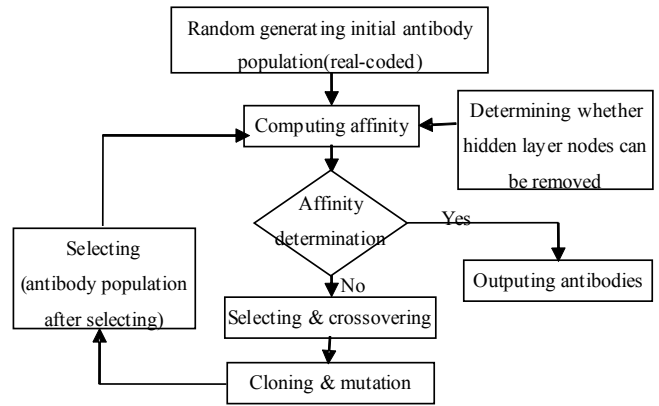 Random generating initial antibody
population(real-coded)
Computing affinity
Determining whether
hidden layer nodes can
be removed
Affinity
determination
Yes
Selecting
(antibody population
after selecting)
Outputing antibodies
No
Selecting & crossovering
Cloning & mutation